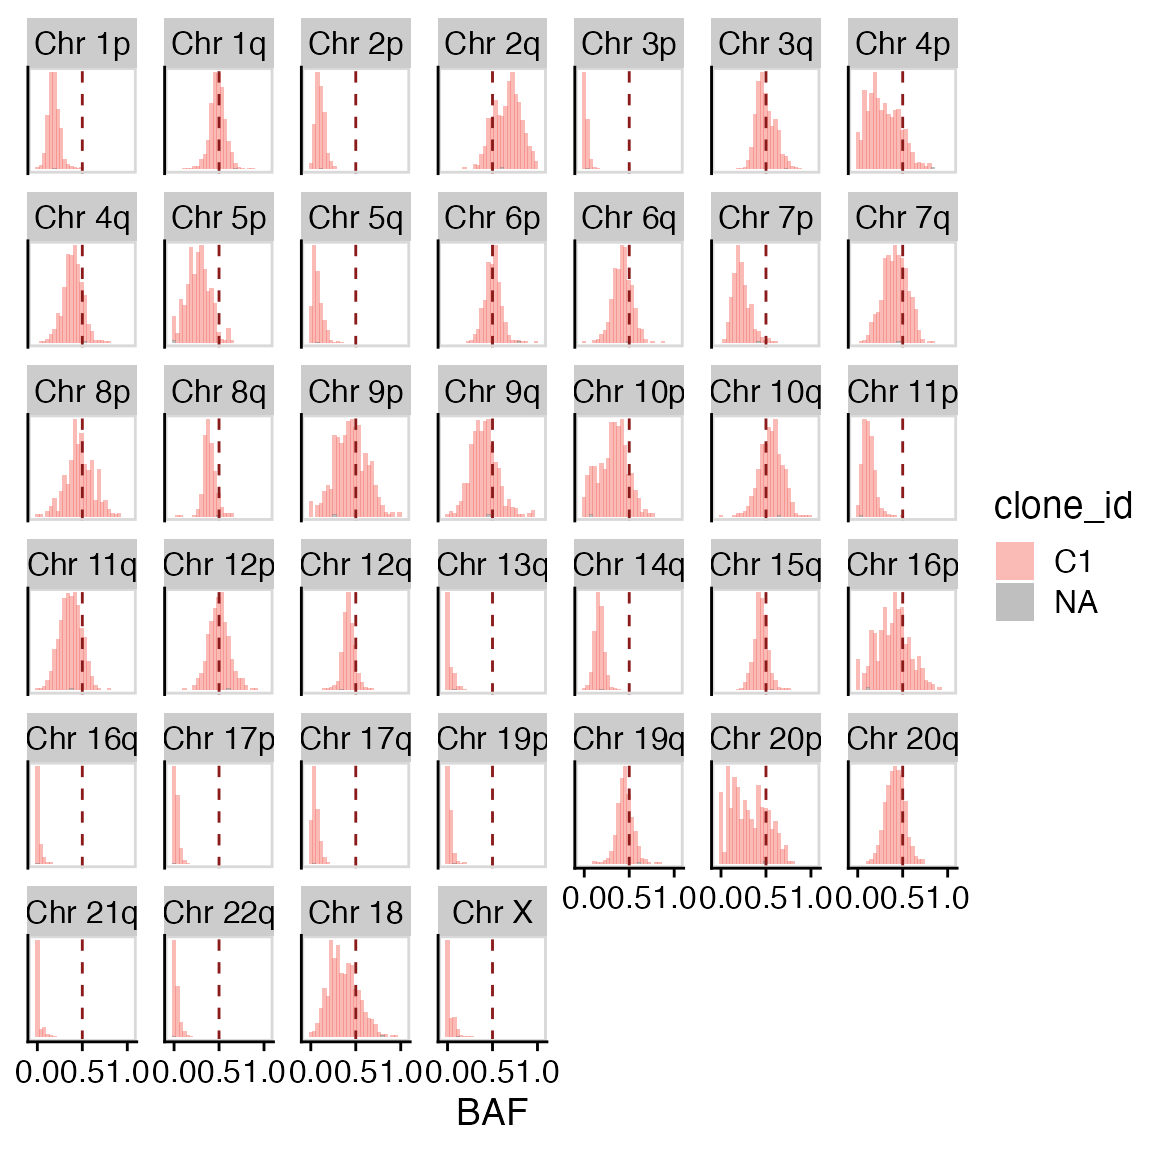 Chr 1p Chr 1q Chr 2p Chr 2q Chr 3p Chr 3q Chr 4p
Chr 4q Chr 5p Chr 5q Chr 6p Chr 6q Chr 7p Chr 7q
Chr 8p Chr 8q Chr 9p Chr 9q Chr 10p Chr 10q Chr 11p
clone_id
C1
NA
Chr 11q Chr 12p Chr 12q Chr 13q Chr 14q Chr 15q Chr 16p
Chr 16q Chr 17p Chr 17q Chr 19p Chr 19q Chr 20p Chr 20q
0.00.51.0 0.00.51.0 0.00.51.0
Chr 21q Chr 22q Chr 18 Chr X
0.00.51.0 0.00.51.0 0.00.51.0 0.00.51.0
BAF